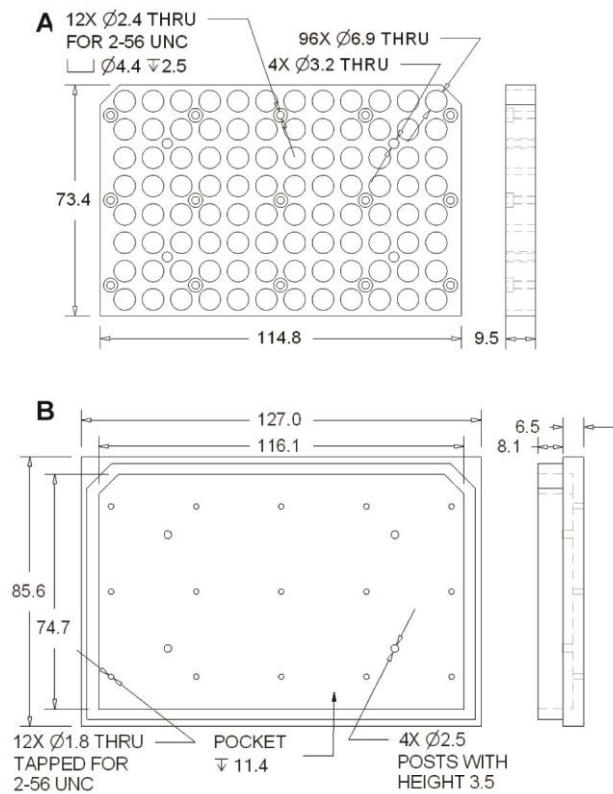 A
12X Ø2.4 THRU
FOR 2-56 UNC
⌴ Ø4.4 ↧ 2.5
96X Ø6.9 THRU
4X Ø3.2 THRU
73.4
114.8
9.5
B
127.0
116.1
6.5
8.1
85.6
74.7
12X Ø1.8 THRU
TAPPED FOR
2-56 UNC
POCKET
↧ 11.4
4X Ø2.5
POSTS WITH
HEIGHT 3.5